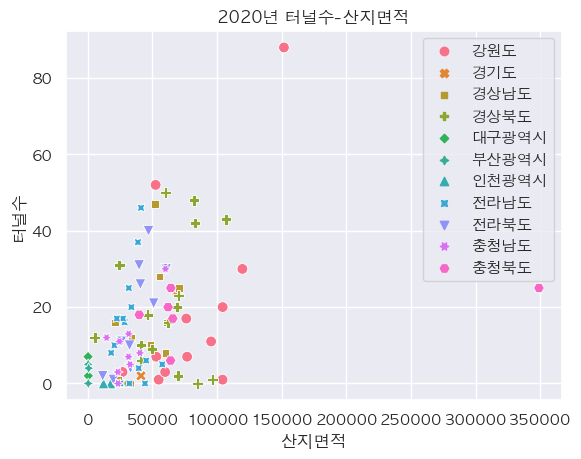 2020년 터널수-산지면적
강원도
경기도
경상남도
경상북도
대구광역시
부산광역시
인천광역시
전라남도
전라북도
충청남도
충청북도
80
60
40
20
0
터널수
0 50000 100000 150000 200000 250000 300000 350000
산지면적